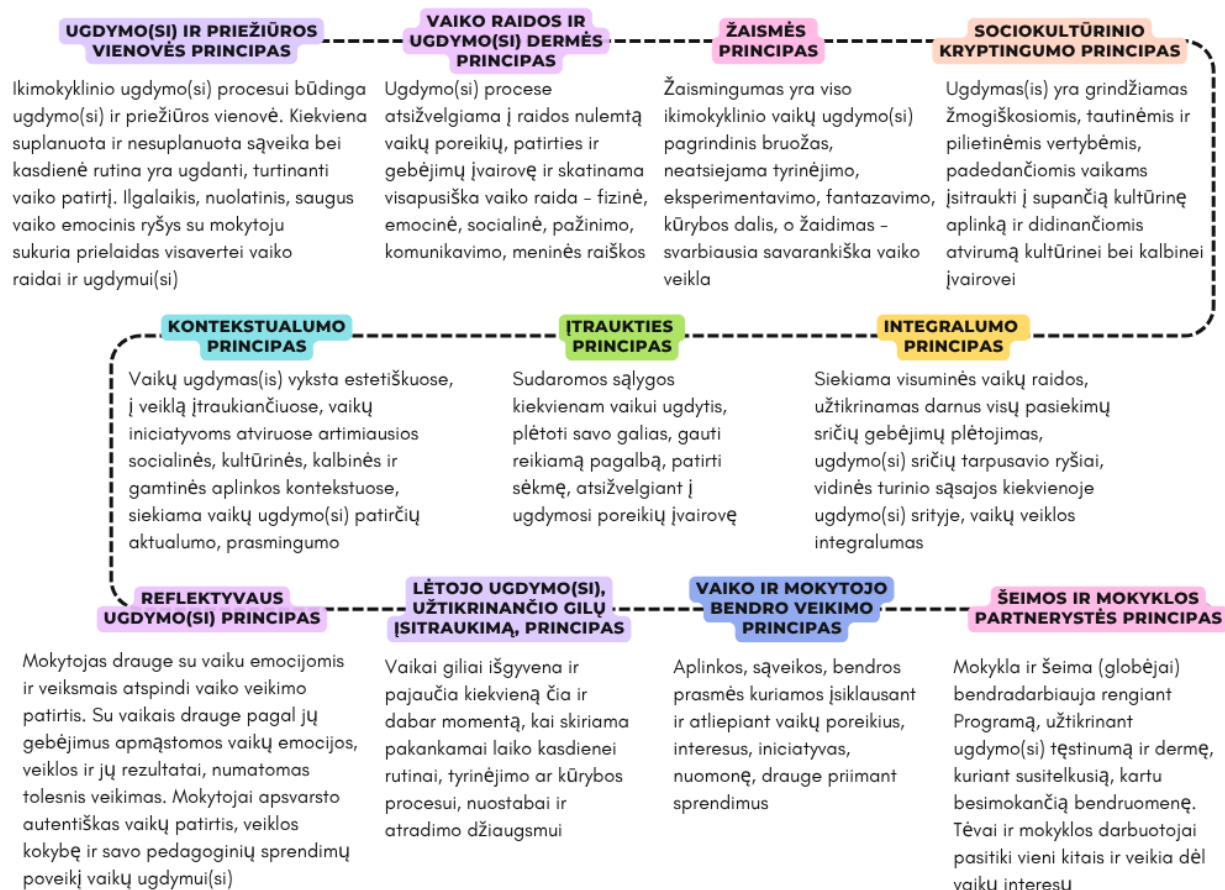 UGDYMO(SI) IR PRIEŽIŪROS
VIENOVĖS PRINCIPAS
Ikimokyklinio ugdymo(si) procesui būdinga
ugdymo(si) ir priežiūros vienovė. Kiekviena
suplanuota ir nesuplanuota sąveika bei
kasdienė rutina yra ugdanti, turtinanti
vaiko patirtį. Ilgalaikis, nuolatinis, saugus
vaiko emocinis ryšys su mokytoju
sukuria prielaidas visavertei vaiko
raidai ir ugdymui(si)
VAIKO RAIDOS IR
UGDYMO(SI) DERMĖS
PRINCIPAS
Ugdymo(si) procese
atsižvelgiama į raidos nulemtą
vaikų poreikių, patirties ir
gebėjimų įvairovę ir skatinama
visapusiška vaiko raida – fizinė,
emocinė, socialinė, pažinimo,
komunikavimo, meninės raiškos
ŽAISMĖS
PRINCIPAS
Žaismingumas yra viso
ikimokyklinio vaikų ugdymo(si)
pagrindinis bruožas,
neatsiejama tyrinėjimo,
eksperimentavimo, fantazavimo,
kūrybos dalis, o žaidimas –
svarbiausia savarankiška vaiko
veikla
SOCIOKULTŪRINIO
KRYPTINGUMO PRINCIPAS
Ugdymas(is) yra grindžiamas
žmogiškosiomis, tautinėmis ir
pilietinėmis vertybėmis,
padedančiomis vaikams
įsitraukti į supančią kultūrinę
aplinką ir didinančiomis
atvirumą kultūrinei bei kalbinei
įvairovei
KONTEKSTUALUMO
PRINCIPAS
Vaikų ugdymas(is) vyksta estetiškuose,
į veiklą įtraukiančiuose, vaikų
iniciatyvoms atviruose artimiausios
socialinės, kultūrinės, kalbinės ir
gamtinės aplinkos kontekstuose,
siekiama vaikų ugdymo(si) patirčių
aktualumo, prasmingumo
ĮTRAUKTIES
PRINCIPAS
Sudaromos sąlygos
kiekvienam vaikui ugdytis,
plėtoti savo galias, gauti
reikiamą pagalbą, patirti
sėkmę, atsižvelgiant į
ugdymosi poreikių įvairovę
INTEGRALUMO
PRINCIPAS
Siekiama visuminės vaikų raidos,
užtikrinamas darnus visų pasiekimų
sričių gebėjimų plėtojimas,
ugdymo(si) sričių tarpusavio ryšiai,
vidinės turinio sąsajos kiekvienoje
ugdymo(si) srityje, vaikų veiklos
integralumas
REFLEKTYVAUS
UGDYMO(SI) PRINCIPAS
Mokytojas drauge su vaiku emocijomis
ir veiksmais atspindi vaiko veikimo
patirtis. Su vaikais drauge pagal jų
gebėjimus apmąstomos vaikų emocijos,
veiklos ir jų rezultatai, numatomas
tolesnis veikimas. Mokytojai apsvarsto
autentiškas vaikų patirtis, veiklos
kokybę ir savo pedagoginių sprendimų
poveikį vaikų ugdymui(si)
LĖTOJO UGDYMO(SI),
UŽTIKRINANČIO GILŲ
ĮSITRAUKIMĄ, PRINCIPAS
Vaikai giliai išgyvena ir
pajaučia kiekvieną čia ir
dabar momentą, kai skiriama
pakankamai laiko kasdienei
rutinai, tyrinėjimo ar kūrybos
procesui, nuostabai ir
atradimo džiaugsmui
VAIKO IR MOKYTOJO
BENDRO VEIKIMO
PRINCIPAS
Aplinkos, sąveikos, bendros
prasmės kuriamos įsiklausant
ir atliepiant vaikų poreikius,
interesus, iniciatyvas,
nuomonę, drauge priimant
sprendimus
ŠEIMOS IR MOKYKLOS
PARTNERYSTĖS PRINCIPAS
Mokykla ir šeima (globėjai)
bendradarbiauja rengiant
Programą, užtikrinant
ugdymo(si) tęstinumą ir dermę,
kuriant susitelkusią, kartu
besimokančią bendruomenę.
Tėvai ir mokyklos darbuotojai
pasitiki vieni kitais ir veikia dėl
vaikų interesų